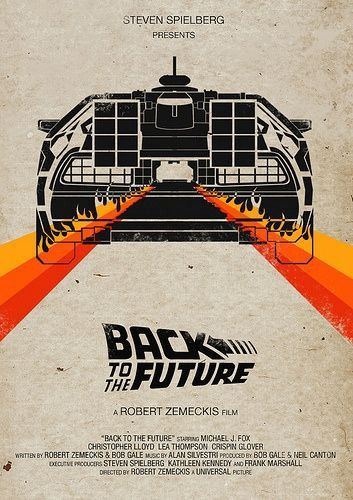 STEVEN SPIELBERG
PRESENTS
BACK
TO THE FUTURE
A ROBERT ZEMECKIS FILM
"BACK TO THE FUTURE" STARRING MICHAEL J. FOX
CHRISTOPHER LLOYD LEA THOMPSON CRISPIN GLOVER
WRITTEN BY ROBERT ZEMECKIS & BOB GALE MUSIC BY ALAN SILVESTRI PRODUCED BY BOB GALE & NEIL CANTON
EXECUTIVE PRODUCERS STEVEN SPIELBERG KATHLEEN KENNEDY AND FRANK MARSHALL
DIRECTED BY ROBERT ZEMECKIS A UNIVERSAL PICTURE